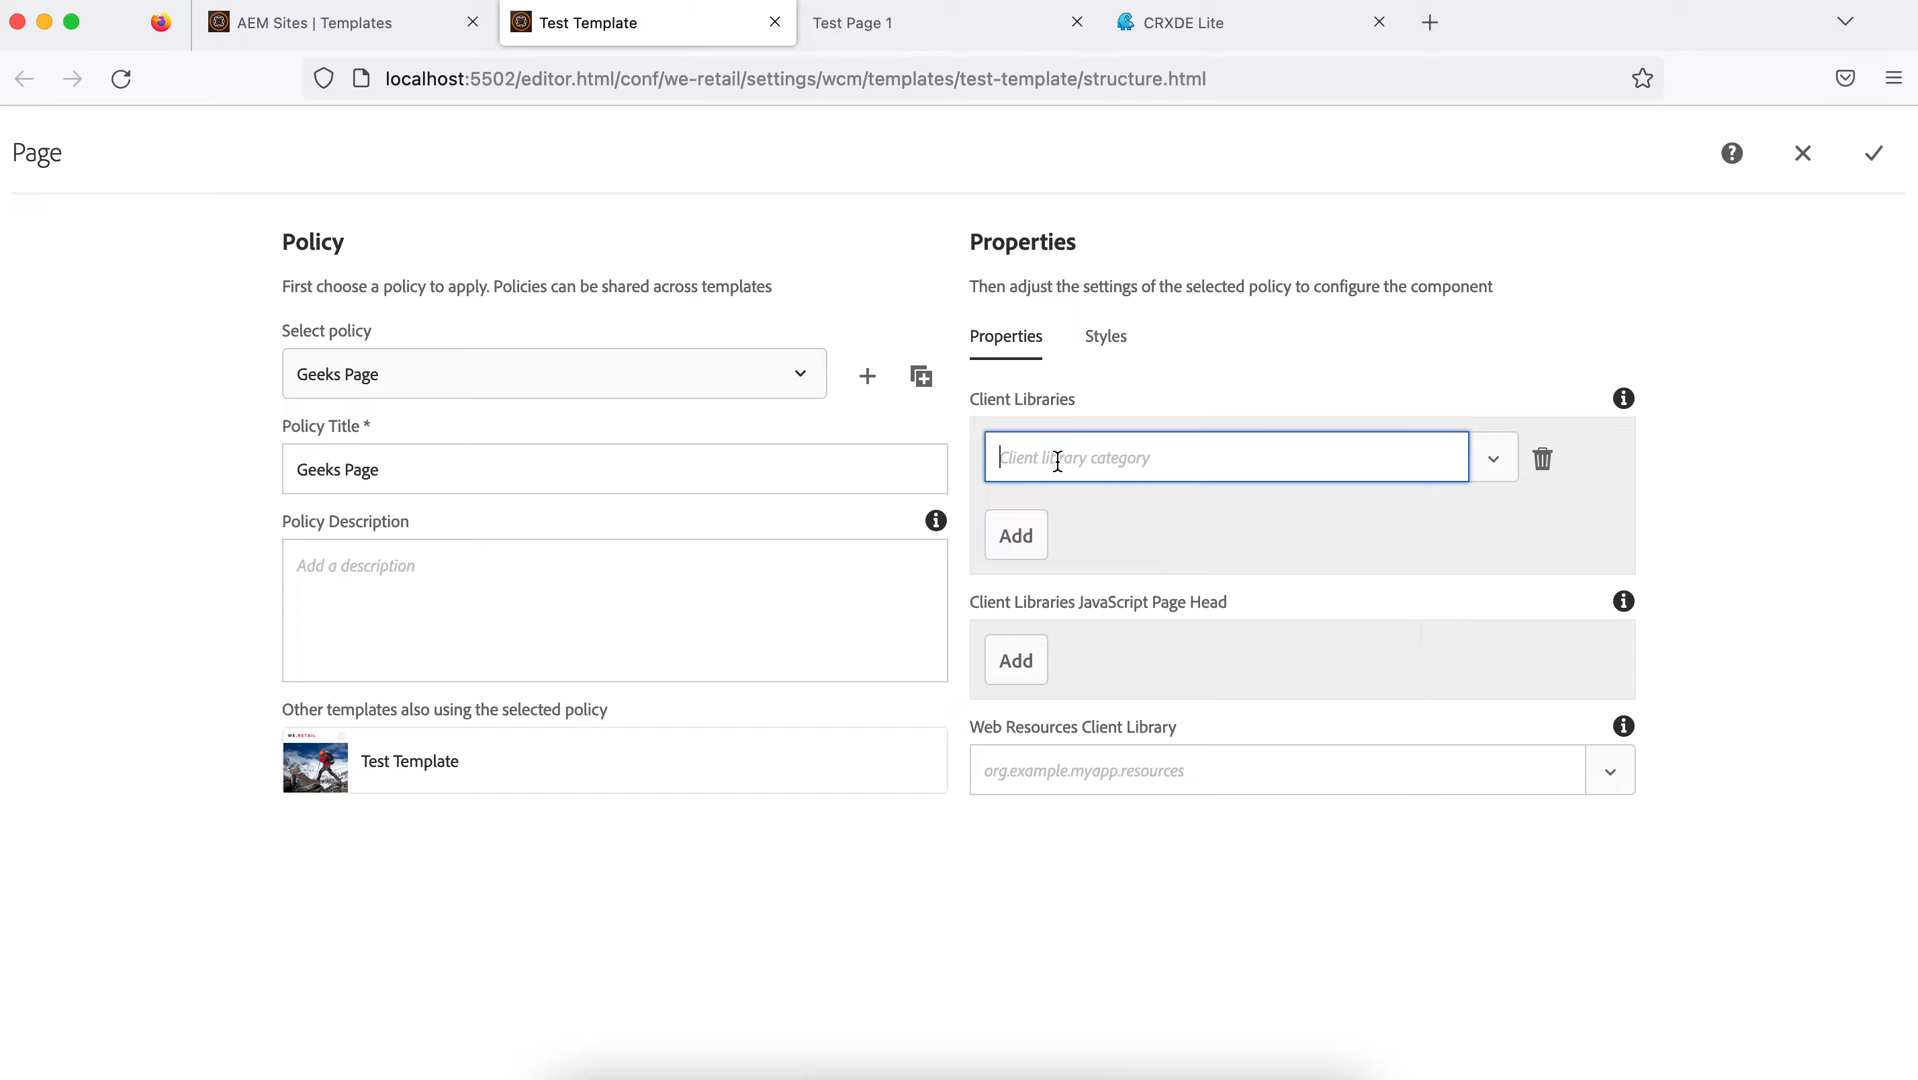 AEM Sites | Templates
Test Template
Test Page 1
CRXDE Lite
localhost:5502/editor.html/conf/we-retail/settings/wcm/templates/test-template/structure.html
Page
Policy
First choose a policy to apply. Policies can be shared across templates
Select policy
Geeks Page
Policy Title *
Geeks Page
Policy Description
Add a description
Other templates also using the selected policy
WE.RETAIL
Test Template
Properties
Then adjust the settings of the selected policy to configure the component
Properties
Styles
Client Libraries
Client library category
Add
Client Libraries JavaScript Page Head
Add
Web Resources Client Library
org.example.myapp.resources